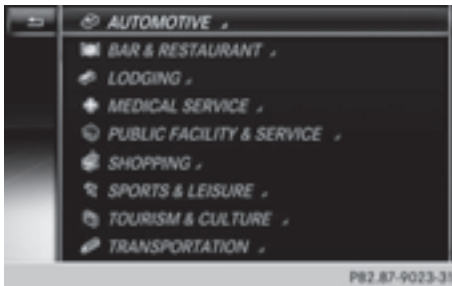 AUTOMOTIVE
BAR & RESTAURANT
LODGING
MEDICAL SERVICE
PUBLIC FACILITY & SERVICE
SHOPPING
SPORTS & LEISURE
TOURISM & CULTURE
TRANSPORTATION
P82.87-9023-31